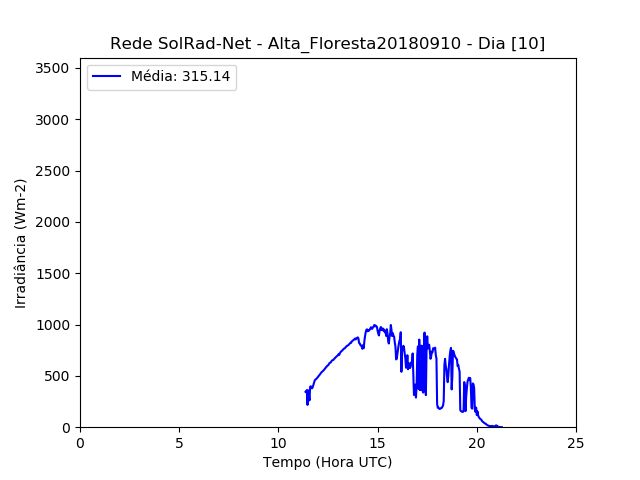 Rede SolRad-Net - Alta_Floresta20180910 - Dia [10]
Média: 315.14
3500
3000
2500
2000
1500
1000
500
0
Irradiância (Wm-2)
0 5 10 15 20 25
Tempo (Hora UTC)